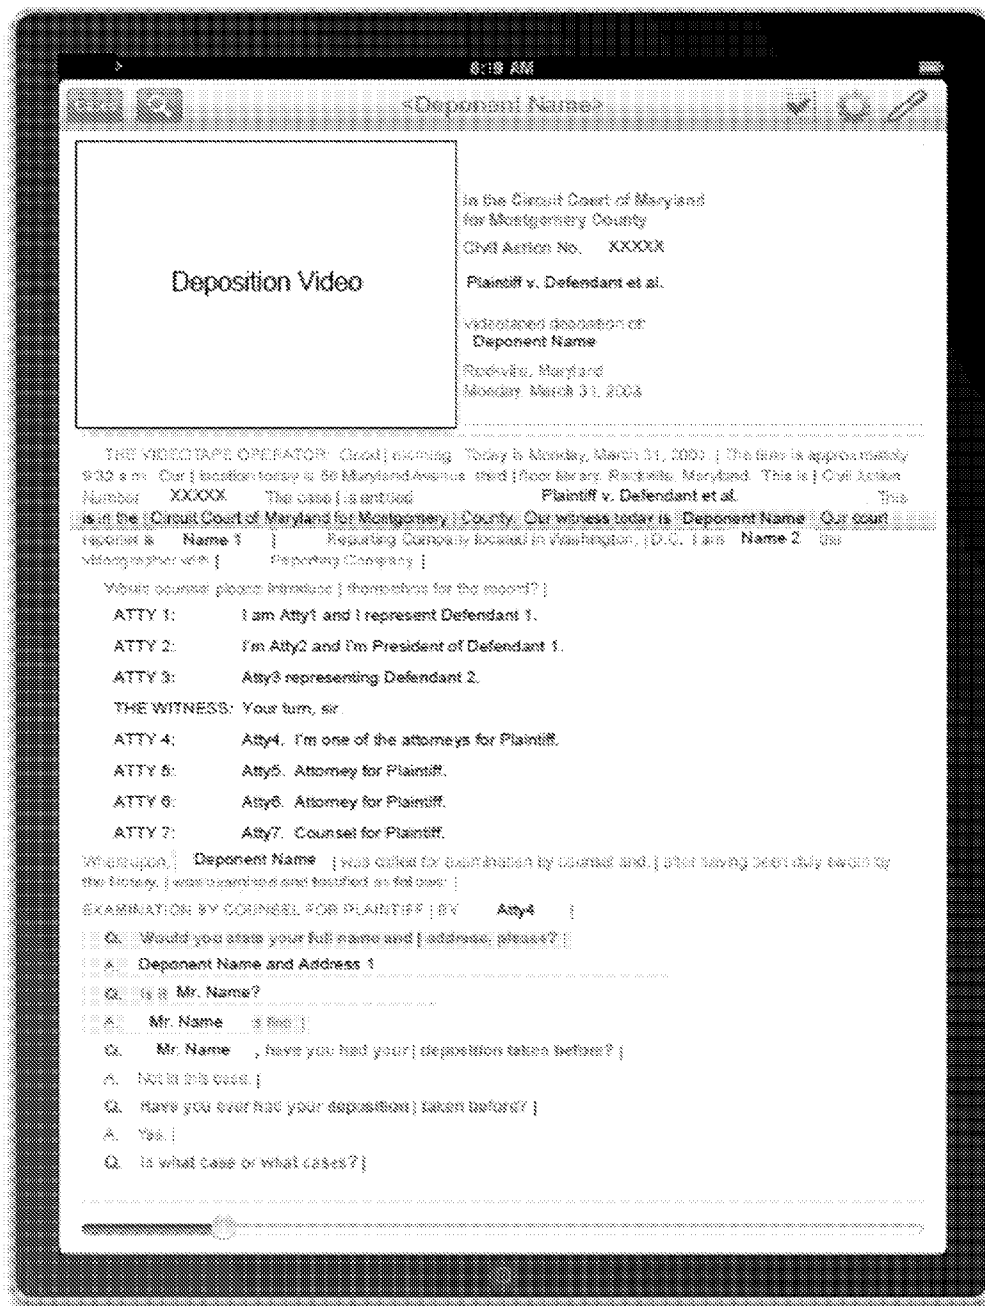 8:18 AM
<Deponent Name>
Deposition Video
In the Circuit Court of Maryland
for Montgomery County
Civil Action No. XXXXX
Plaintiff v. Defendant et al.
Videotaped deposition of:
Deponent Name
Rockville, Maryland
Monday, March 31, 2003
THE VIDEOTAPE OPERATOR: Good | morning. Today is Monday, March 31, 2003. | The time is approximately
9:32 a.m. Our | location today is 50 Maryland Avenue, third | floor library, Rockville, Maryland. This is | Civil Action
Number XXXXX The case | is entitled Plaintiff v. Defendant et al. This
is in the | Circuit Court of Maryland for Montgomery | County. Our witness today is Deponent Name Our court
reporter is Name 1 | Reporting Company located in Washington, | D.C. I am Name 2 the
videographer with | Reporting Company. |
Would counsel please introduce | themselves for the record? |
ATTY 1: I am Atty1 and I represent Defendant 1.
ATTY 2: I'm Atty2 and I'm President of Defendant 1.
ATTY 3: Atty3 representing Defendant 2.
THE WITNESS: Your turn, sir.
ATTY 4: Atty4. I'm one of the attorneys for Plaintiff.
ATTY 5: Atty5. Attorney for Plaintiff.
ATTY 6: Atty6. Attorney for Plaintiff.
ATTY 7: Atty7. Counsel for Plaintiff.
Whereupon, Deponent Name | was called for examination by counsel and, | after having been duly sworn by
the Notary, | was examined and testified as follows: |
EXAMINATION BY COUNSEL FOR PLAINTIFF | BY Atty4 |
Q. Would you state your full name and | address, please? |
A. Deponent Name and Address 1
Q. Is it Mr. Name?
A. Mr. Name is fine. |
Q. Mr. Name , have you had your | deposition taken before? |
A. Not in this case. |
Q. Have you ever had your deposition | taken before? |
A. Yes. |
Q. In what case or what cases? |